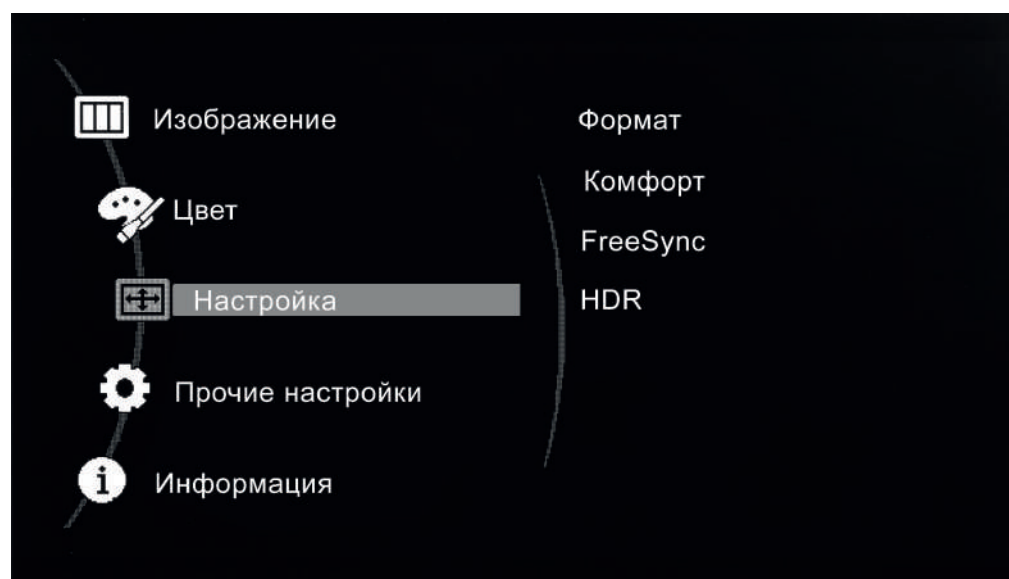 Изображение
Цвет
Настройка
Прочие настройки
Информация
Формат
Комфорт
FreeSync
HDR